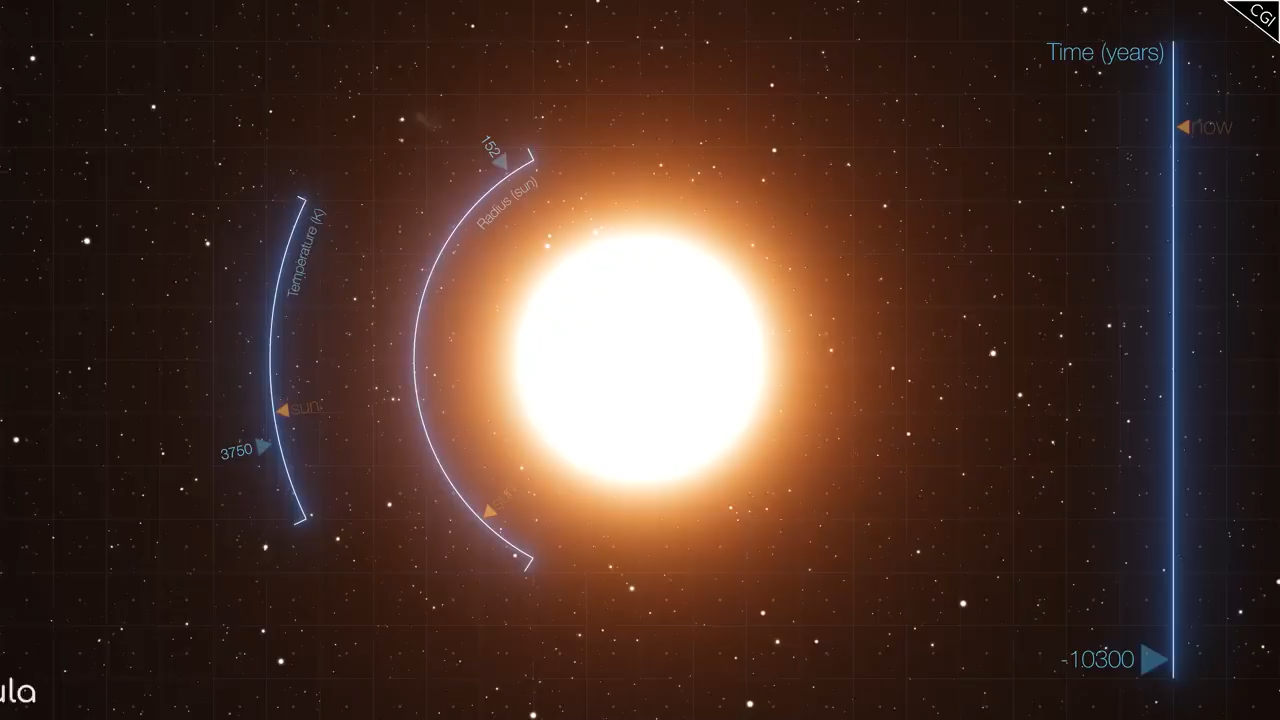 CGI
Time (years)
now
152
Radius (sun)
Temperature (K)
sun
3750
-10300
ula